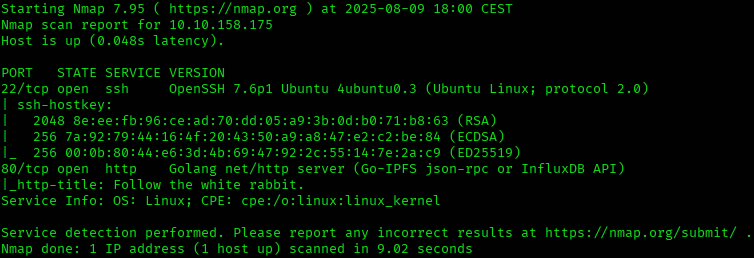 Starting Nmap 7.95 ( https://nmap.org ) at 2025-08-09 18:00 CEST
Nmap scan report for 10.10.158.175
Host is up (0.048s latency).
PORT   STATE SERVICE VERSION
22/tcp open  ssh     OpenSSH 7.6p1 Ubuntu 4ubuntu0.3 (Ubuntu Linux; protocol 2.0)
| ssh-hostkey:
|   2048 8e:ee:fb:96:ce:ad:70:dd:05:a9:3b:0d:b0:71:b8:63 (RSA)
|   256 7a:92:79:44:16:4f:20:43:50:a9:a8:47:e2:c2:be:84 (ECDSA)
|_  256 00:0b:80:44:e6:3d:4b:69:47:92:2c:55:14:7e:2a:c9 (ED25519)
80/tcp open  http    Golang net/http server (Go-IPFS json-rpc or InfluxDB API)
|_http-title: Follow the white rabbit.
Service Info: OS: Linux; CPE: cpe:/o:linux:linux_kernel
Service detection performed. Please report any incorrect results at https://nmap.org/submit/ .
Nmap done: 1 IP address (1 host up) scanned in 9.02 seconds